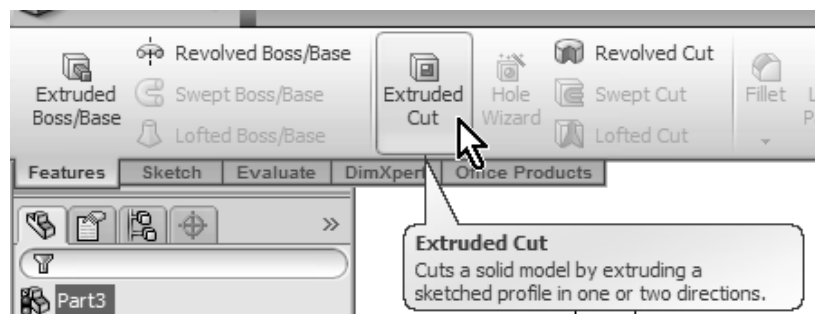 Extruded Boss/Base
Revolved Boss/Base
Swept Boss/Base
Lofted Boss/Base
Extruded Cut
Hole Wizard
Revolved Cut
Swept Cut
Lofted Cut
Fillet
Features
Sketch
Evaluate
DimXpert
Office Products
»
Extruded Cut
Cuts a solid model by extruding a
sketched profile in one or two directions.
Part3